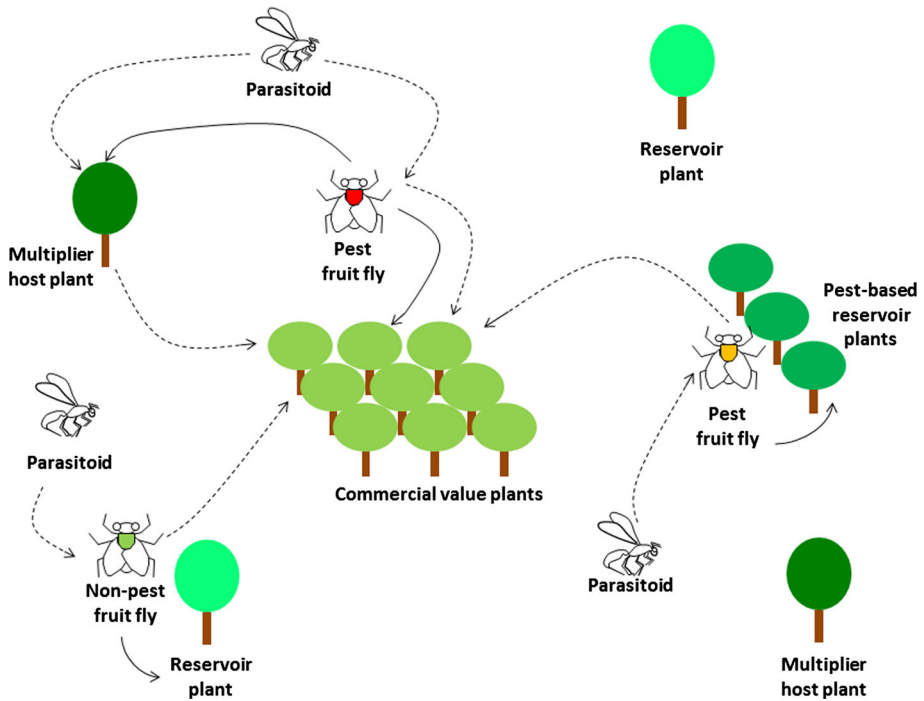 Parasitoid
Reservoir
plant
Multiplier
host plant
Pest
fruit fly
Pest-based
reservoir
plants
Pest
fruit fly
Parasitoid
Commercial value plants
Non-pest
fruit fly
Reservoir
plant
Parasitoid
Multiplier
host plant